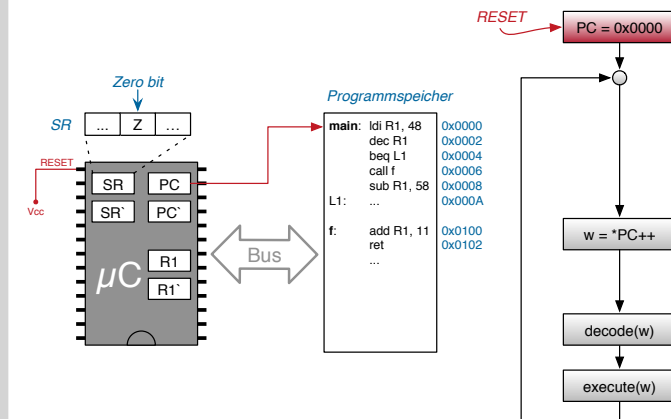 RESET
PC = 0x0000
Zero bit
Programmspeicher
SR ... Z ...
main: ldi R1, 48 0x0000
dec R1 0x0002
beq L1 0x0004
call f 0x0006
sub R1, 58 0x0008
L1: ... 0x000A
f: add R1, 11 0x0100
ret 0x0102
...
RESET
Vcc
SR PC
SR` PC`
µC
R1
R1`
Bus
w = *PC++
decode(w)
execute(w)